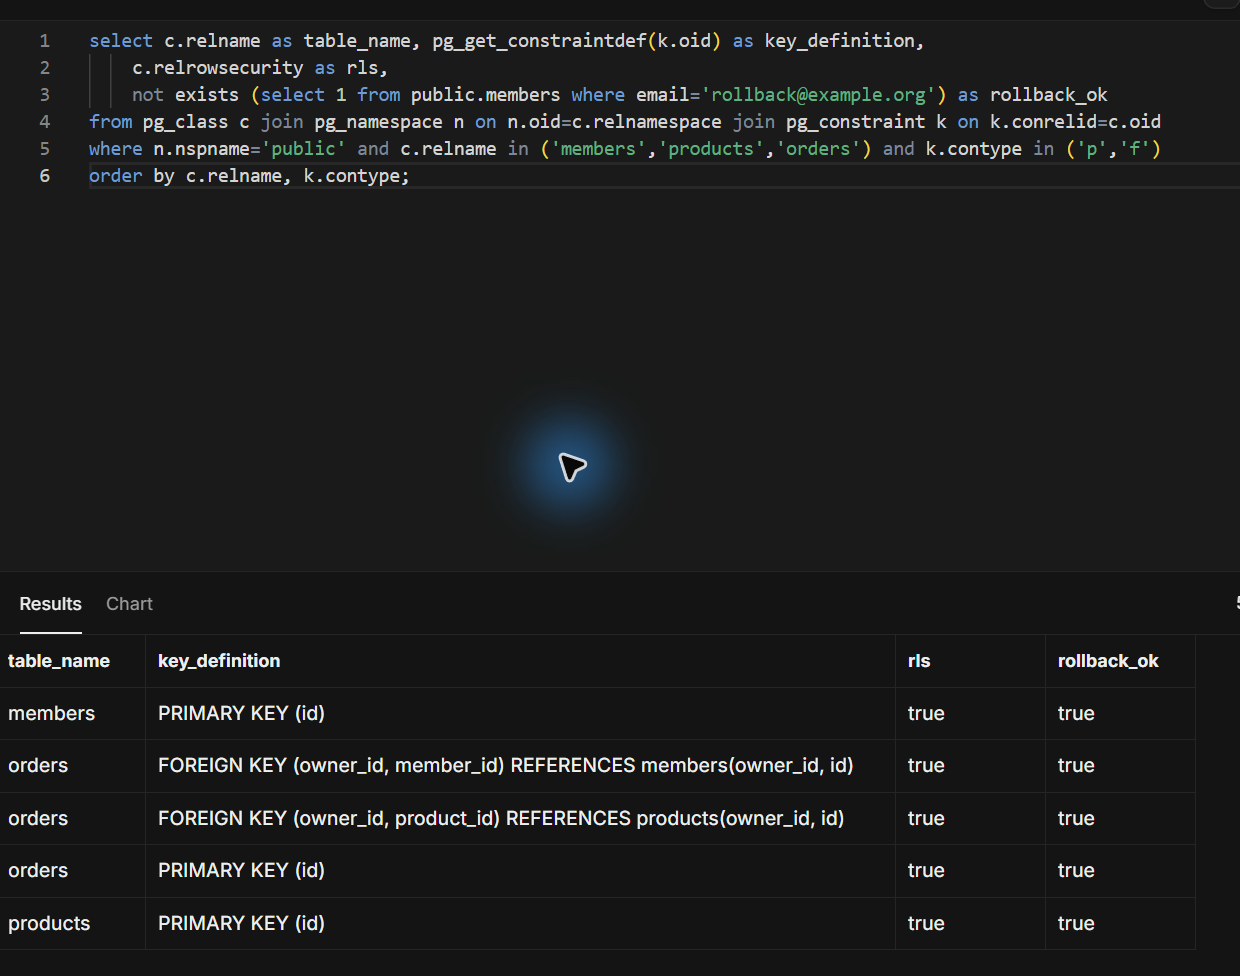 1 select c.relname as table_name, pg_get_constraintdef(k.oid) as key_definition,
2 c.relrowsecurity as rls,
3 not exists (select 1 from public.members where email='rollback@example.org') as rollback_ok
4 from pg_class c join pg_namespace n on n.oid=c.relnamespace join pg_constraint k on k.conrelid=c.oid
5 where n.nspname='public' and c.relname in ('members','products','orders') and k.contype in ('p','f')
6 order by c.relname, k.contype;
Results Chart
table_name key_definition rls rollback_ok
members PRIMARY KEY (id) true true
orders FOREIGN KEY (owner_id, member_id) REFERENCES members(owner_id, id) true true
orders FOREIGN KEY (owner_id, product_id) REFERENCES products(owner_id, id) true true
orders PRIMARY KEY (id) true true
products PRIMARY KEY (id) true true